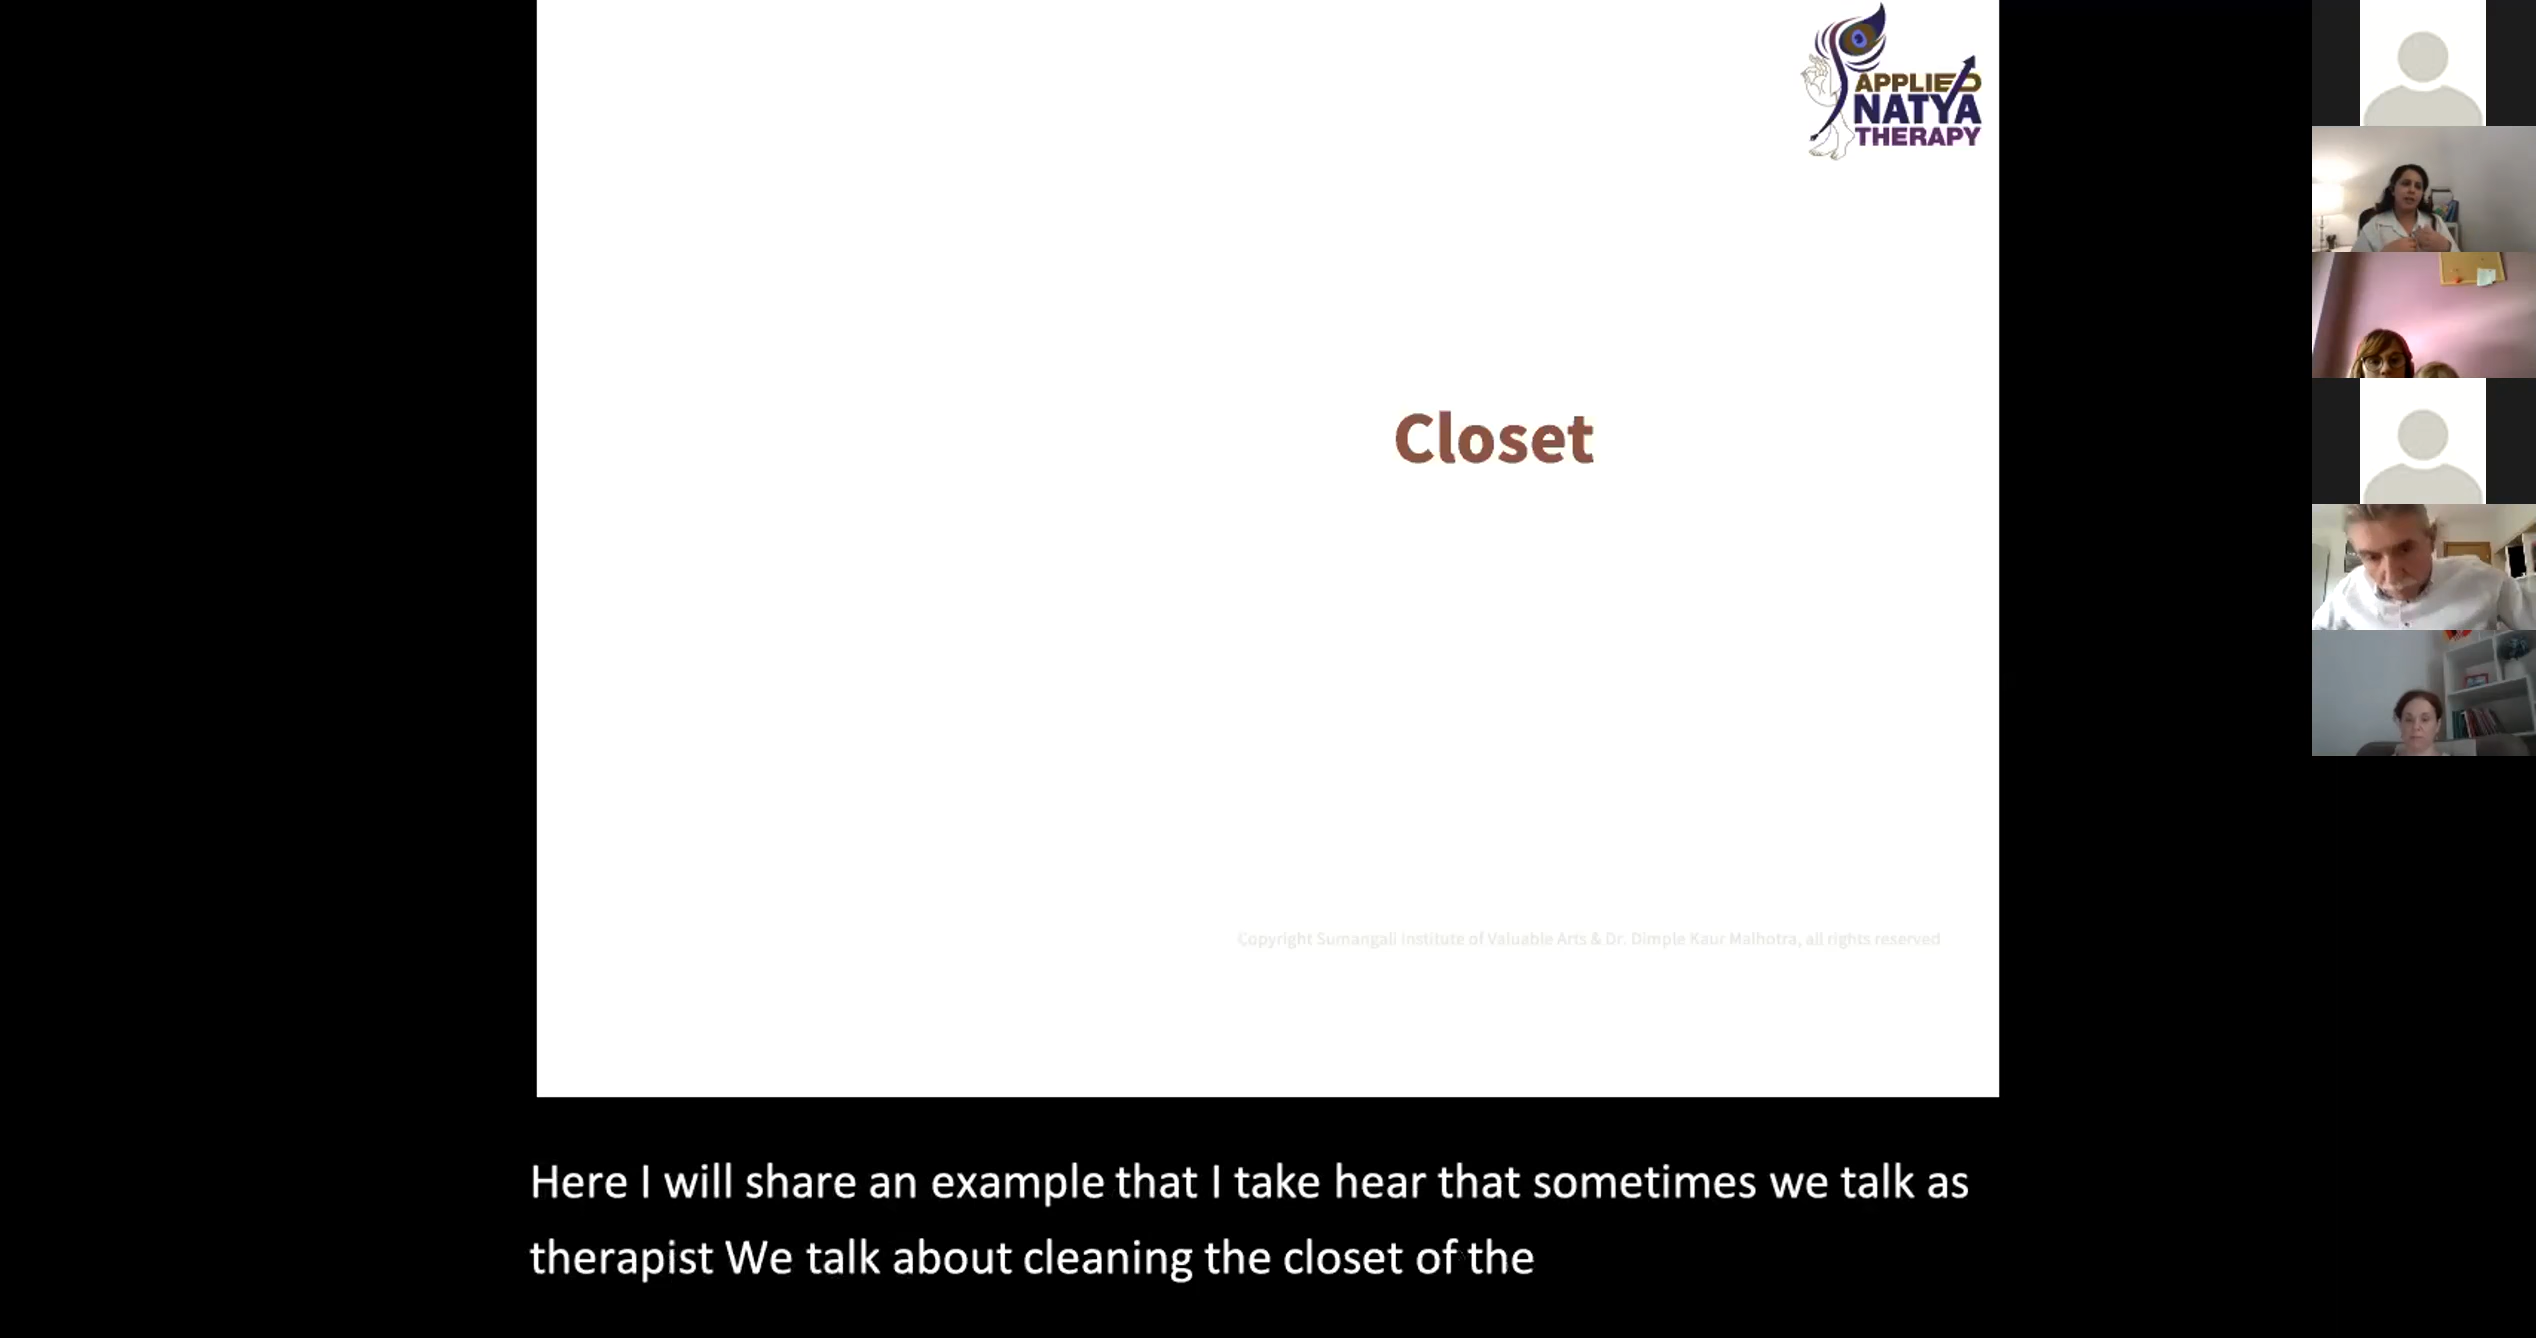 APPLIED
NATYA
THERAPY
Closet
Copyright Sumangali Institute of Valuable Arts & Dr. Dimple Kaur Malhotra, all rights reserved
Here I will share an example that I take hear that sometimes we talk as
therapist We talk about cleaning the closet of the